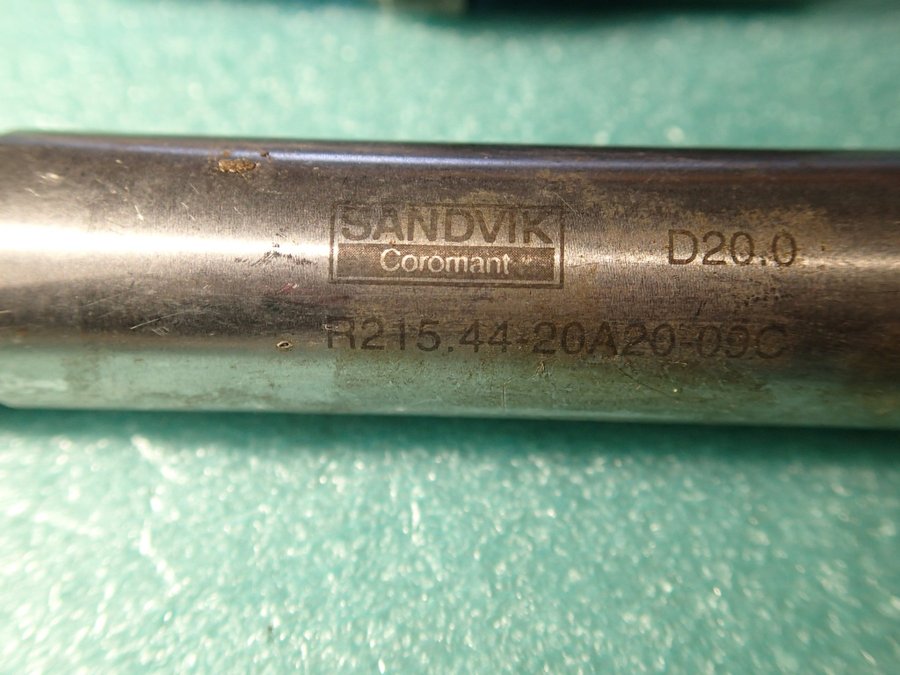 SANDVIK
Coromant
D20.0
R215.44-20A20-09C